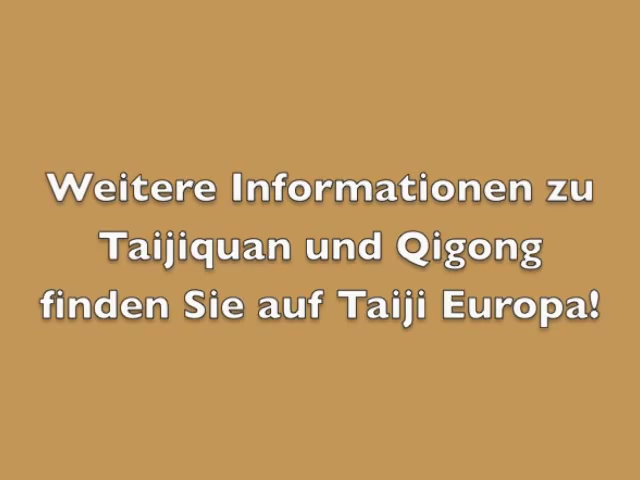 Weitere Informationen zu
Taijiquan und Qigong
finden Sie auf Taiji Europa!